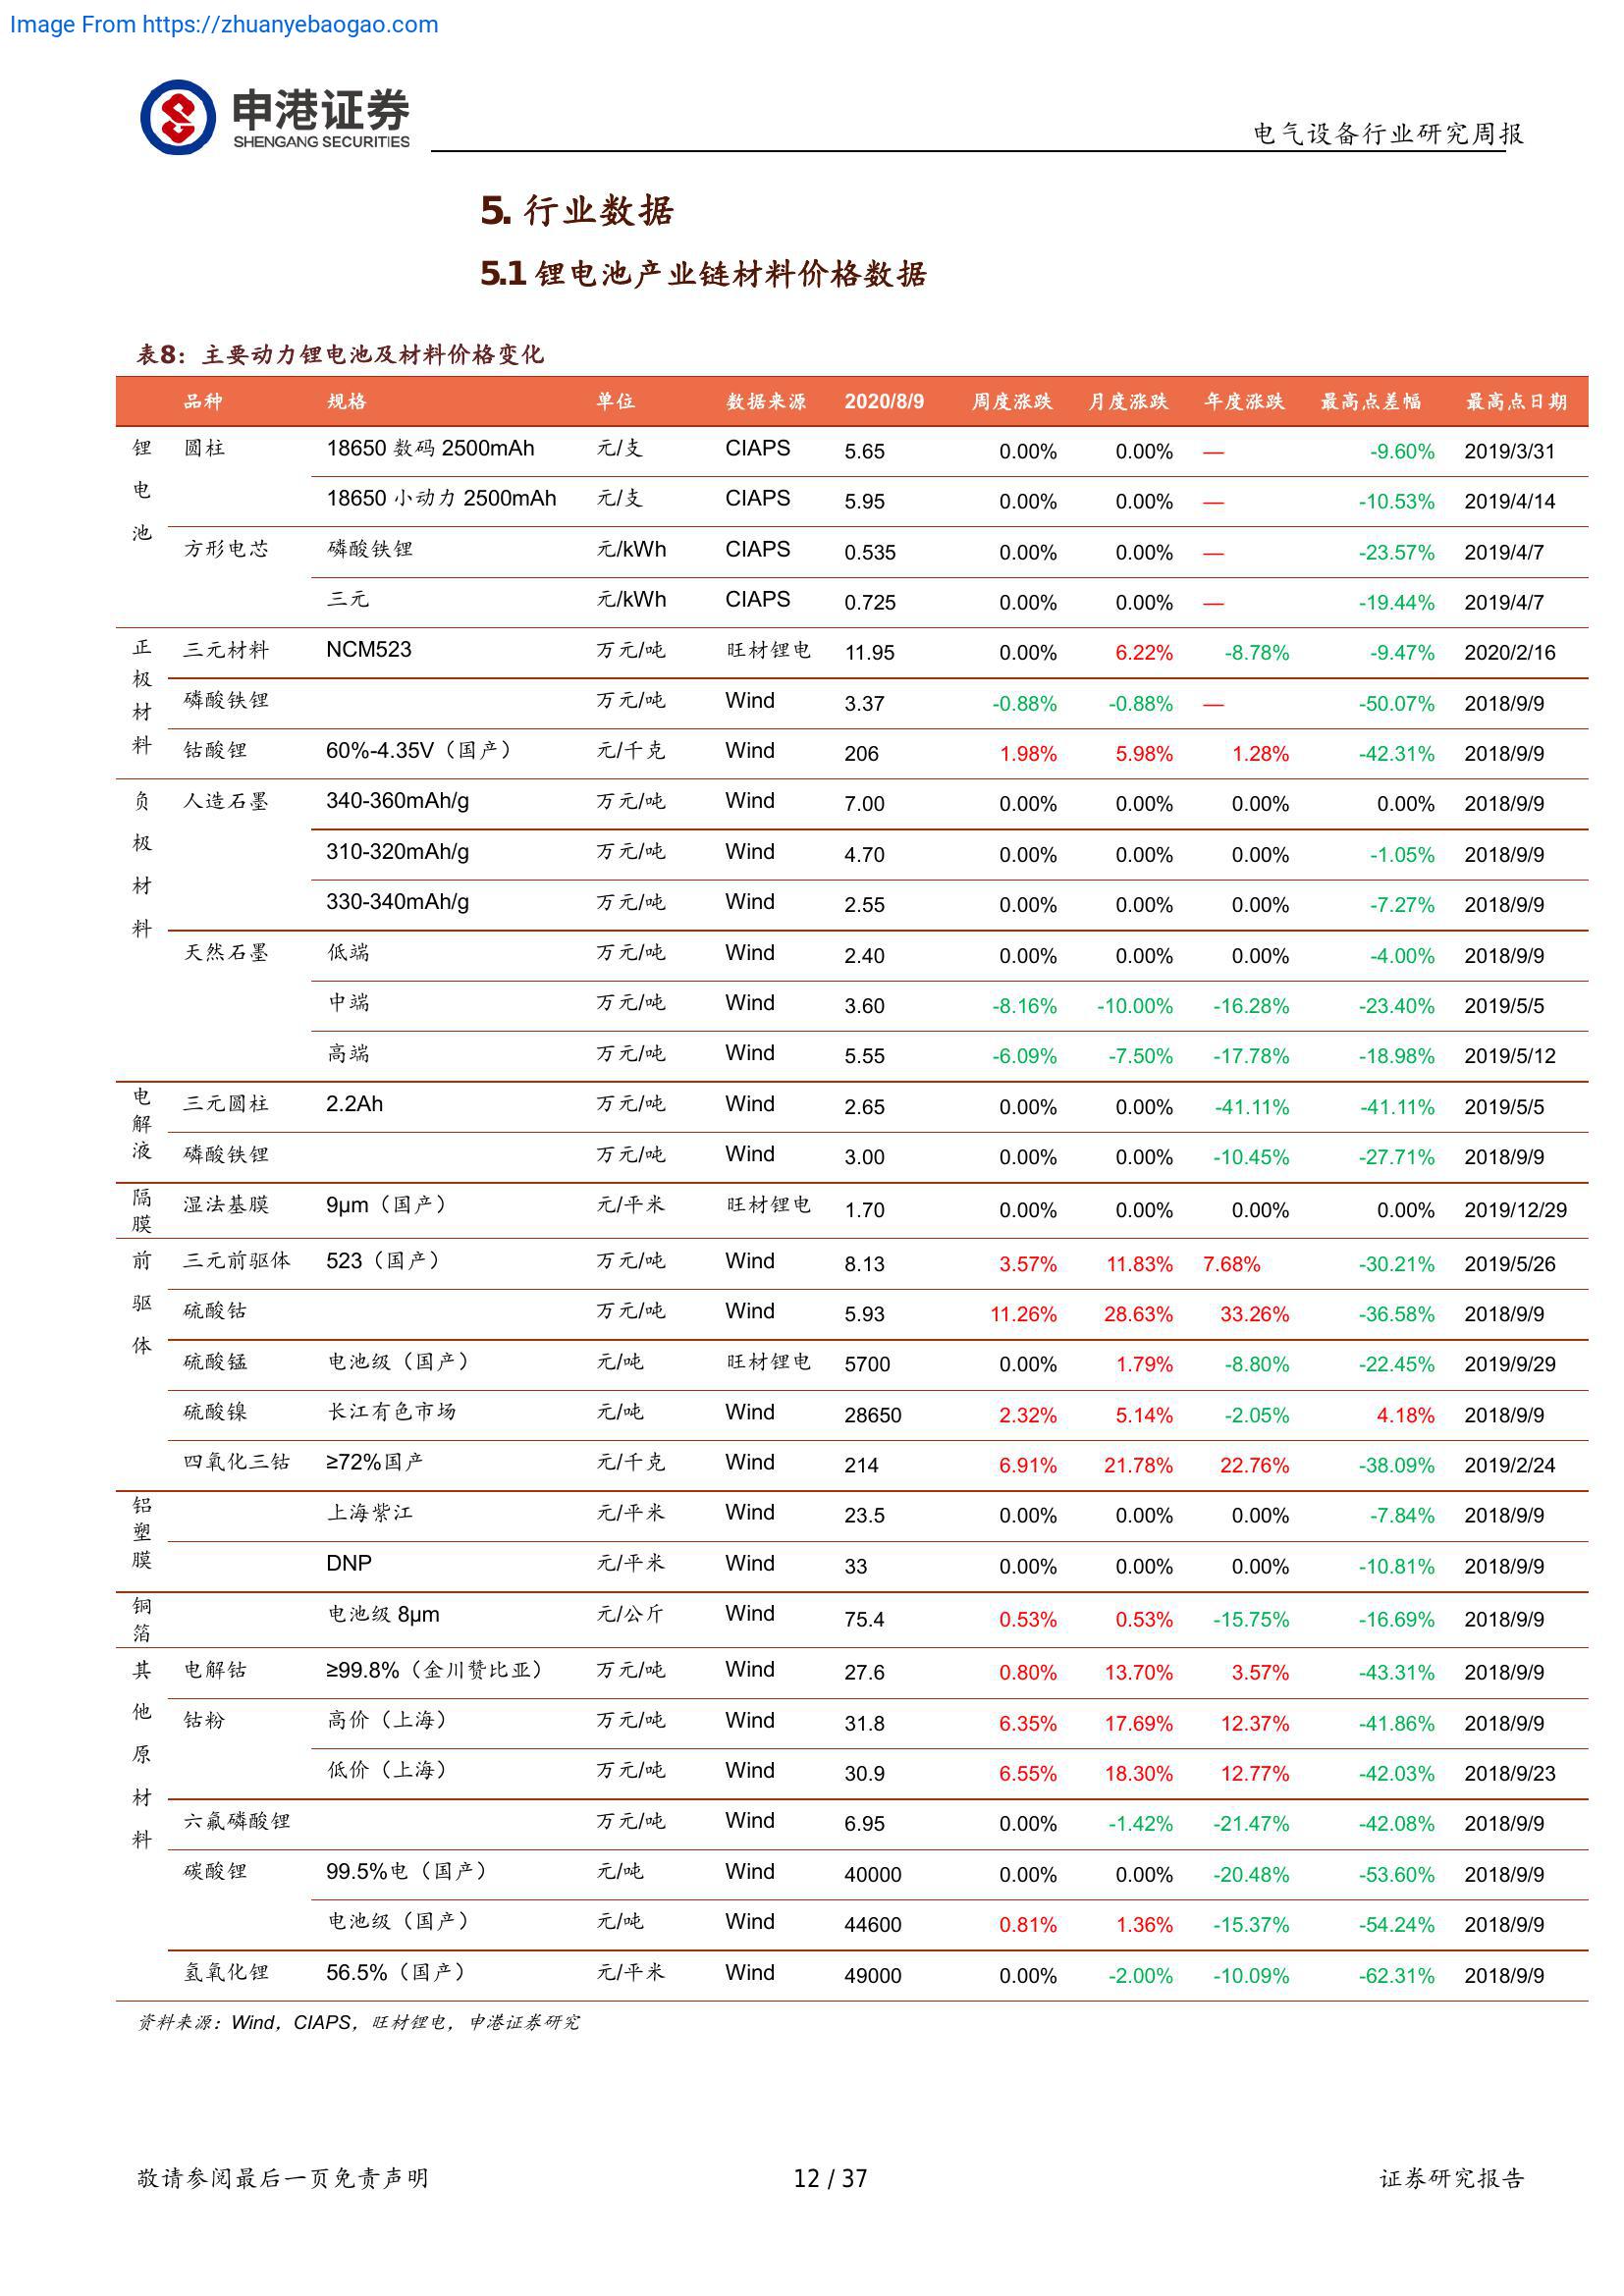 Image From https://zhuanyebaogao.com
申港证券
SHENGANG SECURITIES
电气设备行业研究周报
5. 行业数据
5.1 锂电池产业链材料价格数据
表8：主要动力锂电池及材料价格变化
品种 规格 单位 数据来源 2020/8/9 周度涨跌 月度涨跌 年度涨跌 最高点差幅 最高点日期
锂电池 圆柱 18650 数码 2500mAh 元/支 CIAPS 5.65 0.00% 0.00% — -9.60% 2019/3/31
18650 小动力 2500mAh 元/支 CIAPS 5.95 0.00% 0.00% — -10.53% 2019/4/14
方形电芯 磷酸铁锂 元/kWh CIAPS 0.535 0.00% 0.00% — -23.57% 2019/4/7
三元 元/kWh CIAPS 0.725 0.00% 0.00% — -19.44% 2019/4/7
正极材料 三元材料 NCM523 万元/吨 旺材锂电 11.95 0.00% 6.22% -8.78% -9.47% 2020/2/16
磷酸铁锂 万元/吨 Wind 3.37 -0.88% -0.88% — -50.07% 2018/9/9
钴酸锂 60%-4.35V（国产） 元/千克 Wind 206 1.98% 5.98% 1.28% -42.31% 2018/9/9
负极材料 人造石墨 340-360mAh/g 万元/吨 Wind 7.00 0.00% 0.00% 0.00% 0.00% 2018/9/9
310-320mAh/g 万元/吨 Wind 4.70 0.00% 0.00% 0.00% -1.05% 2018/9/9
330-340mAh/g 万元/吨 Wind 2.55 0.00% 0.00% 0.00% -7.27% 2018/9/9
天然石墨 低端 万元/吨 Wind 2.40 0.00% 0.00% 0.00% -4.00% 2018/9/9
中端 万元/吨 Wind 3.60 -8.16% -10.00% -16.28% -23.40% 2019/5/5
高端 万元/吨 Wind 5.55 -6.09% -7.50% -17.78% -18.98% 2019/5/12
电解液 三元圆柱 2.2Ah 万元/吨 Wind 2.65 0.00% 0.00% -41.11% -41.11% 2019/5/5
磷酸铁锂 万元/吨 Wind 3.00 0.00% 0.00% -10.45% -27.71% 2018/9/9
隔膜 湿法基膜 9μm（国产） 元/平米 旺材锂电 1.70 0.00% 0.00% 0.00% 0.00% 2019/12/29
前驱体 三元前驱体 523（国产） 万元/吨 Wind 8.13 3.57% 11.83% 7.68% -30.21% 2019/5/26
硫酸钴 万元/吨 Wind 5.93 11.26% 28.63% 33.26% -36.58% 2018/9/9
硫酸锰 电池级（国产） 元/吨 旺材锂电 5700 0.00% 1.79% -8.80% -22.45% 2019/9/29
硫酸镍 长江有色市场 元/吨 Wind 28650 2.32% 5.14% -2.05% 4.18% 2018/9/9
四氧化三钴 ≥72%国产 元/千克 Wind 214 6.91% 21.78% 22.76% -38.09% 2019/2/24
铝塑膜 上海紫江 元/平米 Wind 23.5 0.00% 0.00% 0.00% -7.84% 2018/9/9
DNP 元/平米 Wind 33 0.00% 0.00% 0.00% -10.81% 2018/9/9
铜箔 电池级 8μm 元/公斤 Wind 75.4 0.53% 0.53% -15.75% -16.69% 2018/9/9
其他原材料 电解钴 ≥99.8%（金川赞比亚） 万元/吨 Wind 27.6 0.80% 13.70% 3.57% -43.31% 2018/9/9
钴粉 高价（上海） 万元/吨 Wind 31.8 6.35% 17.69% 12.37% -41.86% 2018/9/9
低价（上海） 万元/吨 Wind 30.9 6.55% 18.30% 12.77% -42.03% 2018/9/23
六氟磷酸锂 万元/吨 Wind 6.95 0.00% -1.42% -21.47% -42.08% 2018/9/9
碳酸锂 99.5%电（国产） 元/吨 Wind 40000 0.00% 0.00% -20.48% -53.60% 2018/9/9
电池级（国产） 元/吨 Wind 44600 0.81% 1.36% -15.37% -54.24% 2018/9/9
氢氧化锂 56.5%（国产） 元/平米 Wind 49000 0.00% -2.00% -10.09% -62.31% 2018/9/9
资料来源：Wind，CIAPS，旺材锂电，申港证券研究
敬请参阅最后一页免责声明 12 / 37 证券研究报告